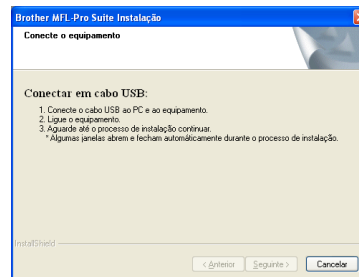 Brother MFL-Pro Suite Instalação
Conecte o equipamento
Conectar em cabo USB:
1. Conecte o cabo USB ao PC e ao equipamento.
2. Ligue o equipamento.
3. Aguarde até o processo de instalação continuar.
* Algumas janelas abrem e fecham automáticamente durante o processo de instalação.
InstallShield
< Anterior
Seguinte >
Cancelar